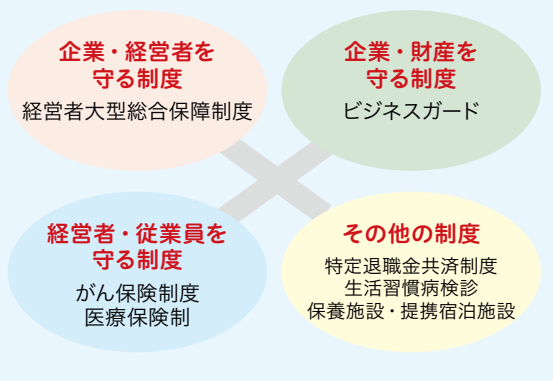 企業・経営者を
守る制度
経営者大型総合保障制度
企業・財産を
守る制度
ビジネスガード
経営者・従業員を
守る制度
がん保険制度
医療保険制
その他の制度
特定退職金共済制度
生活習慣病検診
保養施設・提携宿泊施設